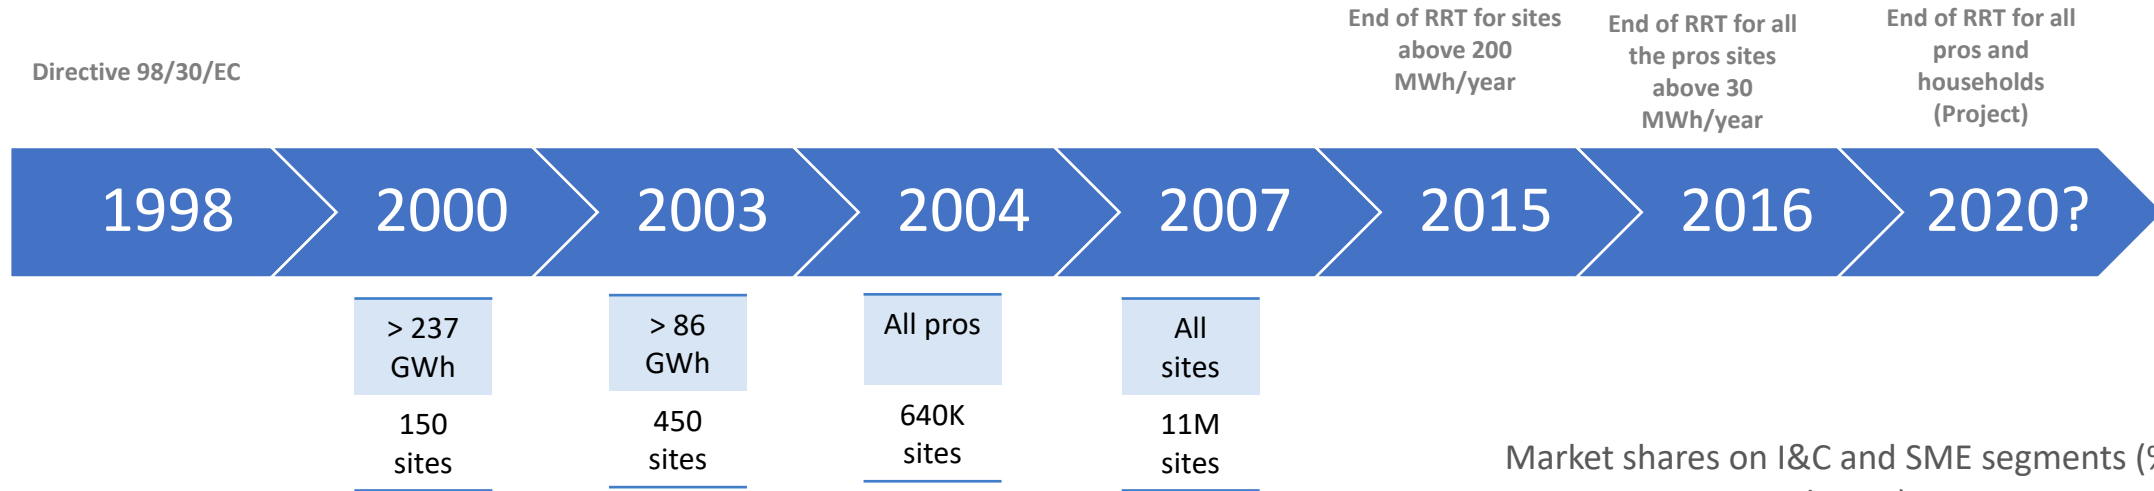 Directive 98/30/EC
End of RRT for sites
above 200
MWh/year
End of RRT for all
the pros sites
above 30
MWh/year
End of RRT for all
pros and
households
(Project)
1998
2000
2003
2004
2007
2015
2016
2020?
> 237
GWh
150
sites
> 86
GWh
450
sites
All pros
640K
sites
All
sites
11M
sites
Market shares on I&C and SME segments (%